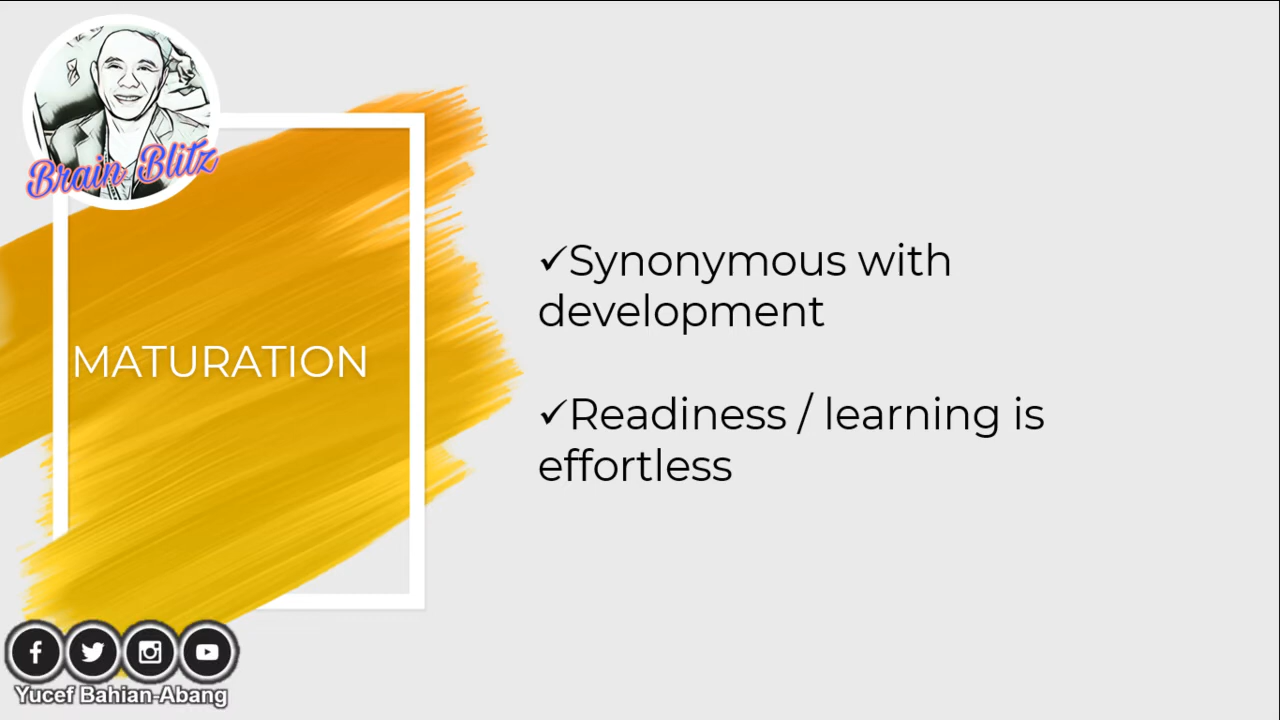 Brain Blitz
MATURATION
✓Synonymous with
development
✓Readiness / learning is
effortless
Yucef Bahian-Abang